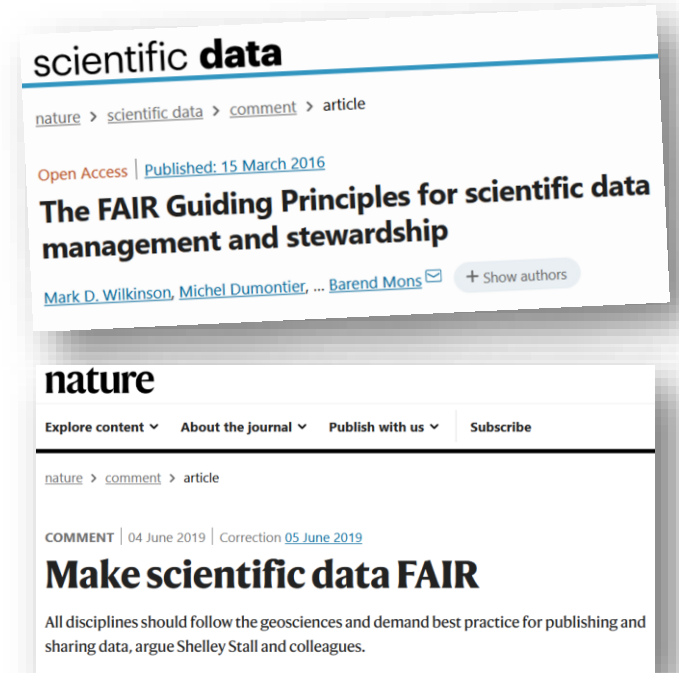 scientific data
nature > scientific data > comment > article
Open Access | Published: 15 March 2016
The FAIR Guiding Principles for scientific data
management and stewardship
Mark D. Wilkinson, Michel Dumontier, ... Barend Mons + Show authors
nature
Explore content About the journal Publish with us Subscribe
nature > comment > article
COMMENT | 04 June 2019 | Correction 05 June 2019
Make scientific data FAIR
All disciplines should follow the geosciences and demand best practice for publishing and
sharing data, argue Shelley Stall and colleagues.